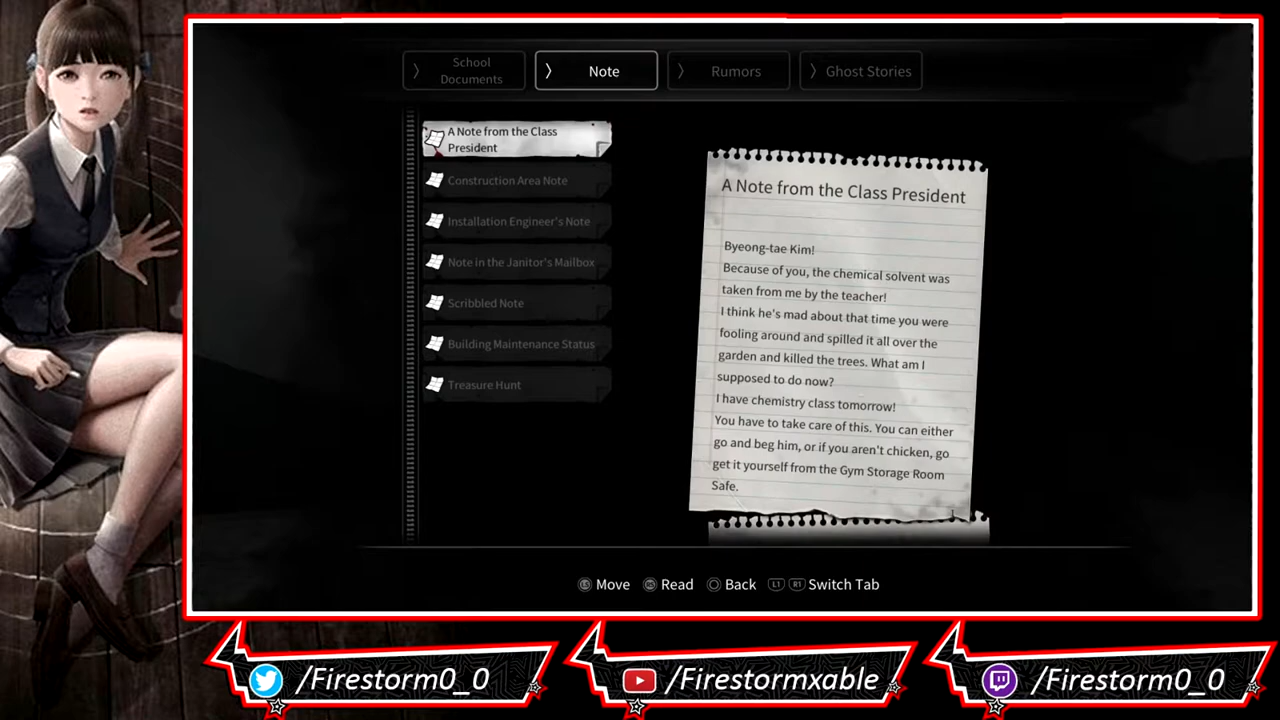 School
Documents
Note
Rumors
Ghost Stories
A Note from the Class
President
Construction Area Note
Installation Engineer's Note
Note in the Janitor's Mailbox
Scribbled Note
Building Maintenance Status
Treasure Hunt
A Note from the Class President
Byeong-tae Kim!
Because of you, the chemical solvent was
taken from me by the teacher!
I think he's mad about that time you were
fooling around and spilled it all over the
garden and killed the trees. What am I
supposed to do now?
I have chemistry class tomorrow!
You have to take care of this. You can either
go and beg him, or if you aren't chicken, go
get it yourself from the Gym Storage Room
Safe.
Move
Read
Back
L1 R1 Switch Tab
/Firestorm0_0
/Firestormxable
/Firestorm0_0